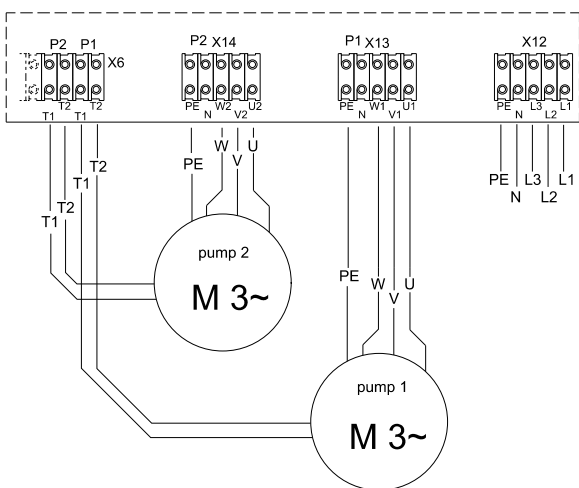 P2 P1
X6
P2 X14
P1 X13
X12
T1 T2 T1 T2
PE N W2 V2 U2
PE N W1 V1 U1
PE N L3 L2 L1
PE W V U
PE N L3 L2 L1
T1 T2
T1 T2
pump 2
M 3~
PE W V U
pump 1
M 3~